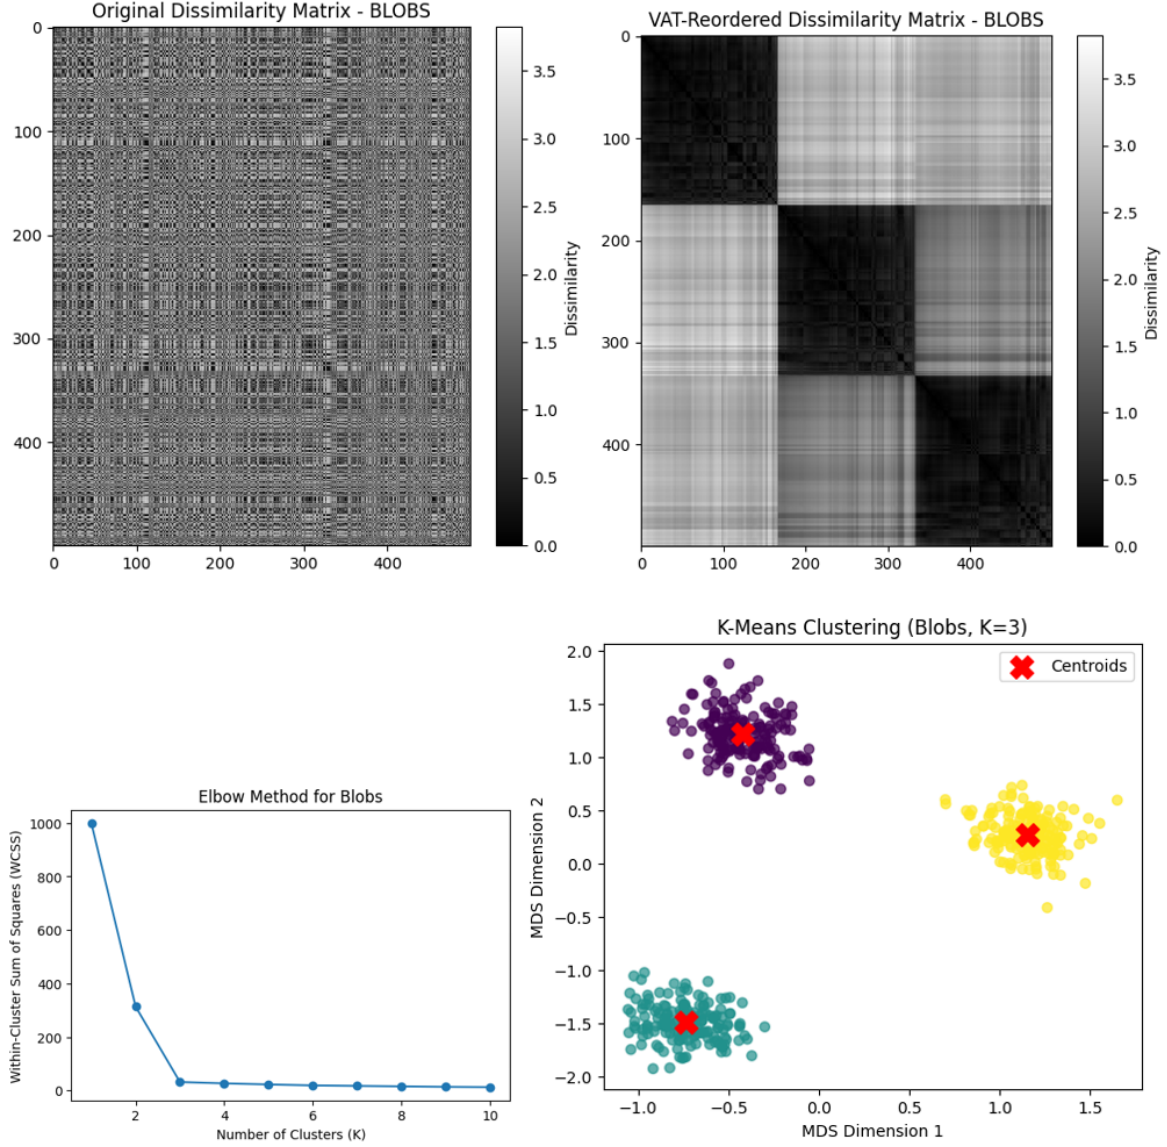 Original Dissimilarity Matrix - BLOBS
0
100
200
300
400
0 100 200 300 400
3.5
3.0
2.5
2.0
1.5
1.0
0.5
0.0
Dissimilarity
VAT-Reordered Dissimilarity Matrix - BLOBS
0
100
200
300
400
0 100 200 300 400
3.5
3.0
2.5
2.0
1.5
1.0
0.5
0.0
Dissimilarity
Elbow Method for Blobs
Within-Cluster Sum of Squares (WCSS)
1000
800
600
400
200
0
2 4 6 8 10
Number of Clusters (K)
K-Means Clustering (Blobs, K=3)
Centroids
MDS Dimension 2
2.0
1.5
1.0
0.5
0.0
−0.5
−1.0
−1.5
−2.0
−1.0 −0.5 0.0 0.5 1.0 1.5
MDS Dimension 1